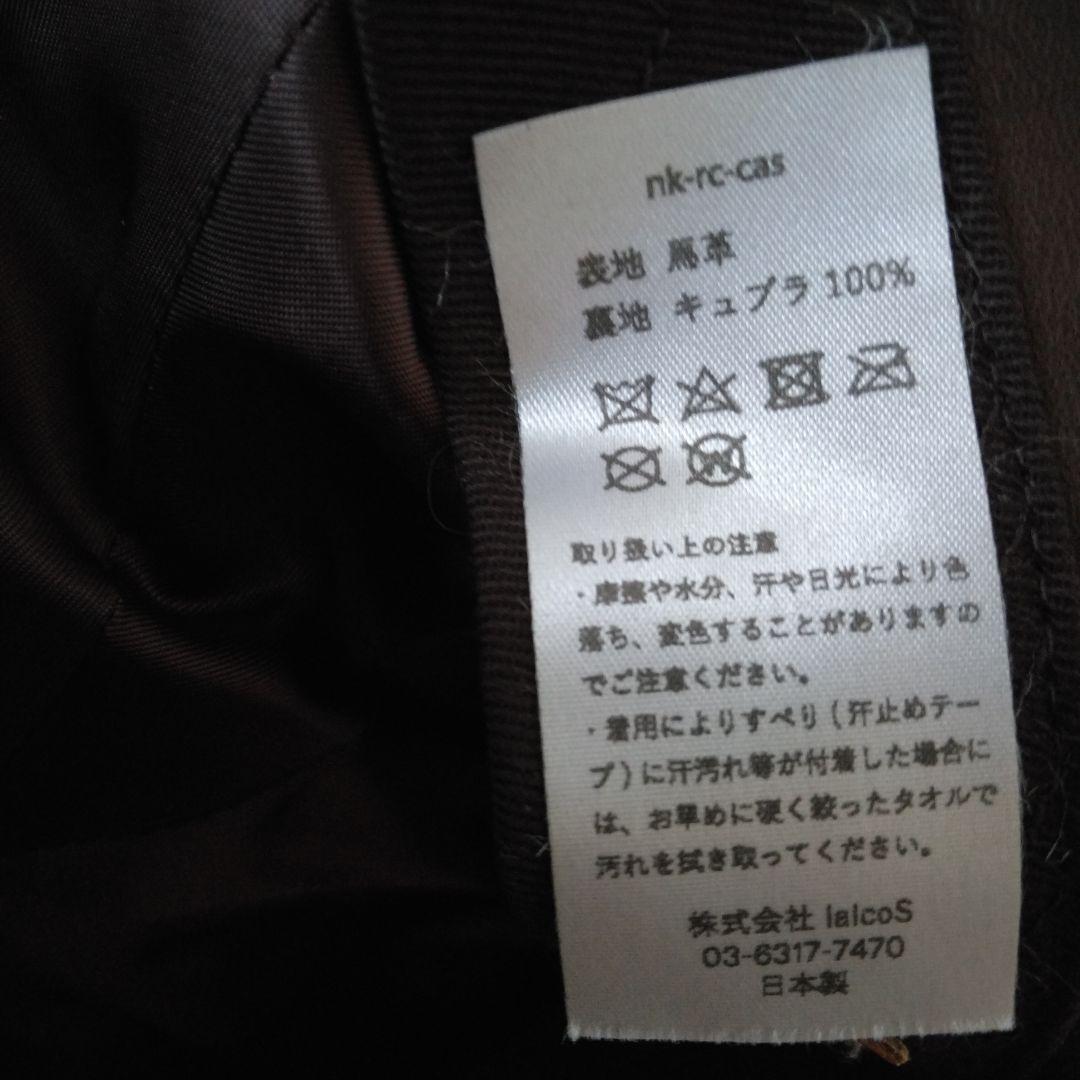 nk-rc-cas
表地 馬革
裏地 キュプラ 100%
取り扱い上の注意
・摩擦や水分、汗や日光により色
落ち、変色することがありますの
でご注意ください。
・着用によりすべり(汗止めテー
プ)に汗汚れ等が付着した場合に
は、お早めに硬く絞ったタオルで
汚れを拭き取ってください。
株式会社 laicoS
03-6317-7470
日本製